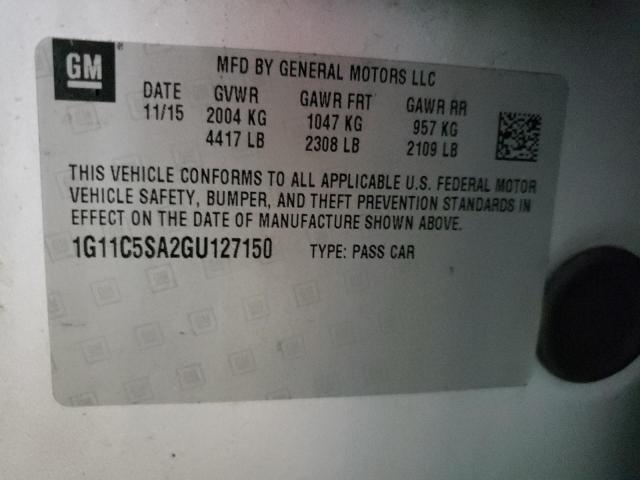 GM
MFD BY GENERAL MOTORS LLC
DATE GVWR GAWR FRT GAWR RR
11/15 2004 KG 1047 KG 957 KG
4417 LB 2308 LB 2109 LB
THIS VEHICLE CONFORMS TO ALL APPLICABLE U.S. FEDERAL MOTOR
VEHICLE SAFETY, BUMPER, AND THEFT PREVENTION STANDARDS IN
EFFECT ON THE DATE OF MANUFACTURE SHOWN ABOVE.
1G11C5SA2GU127150 TYPE: PASS CAR